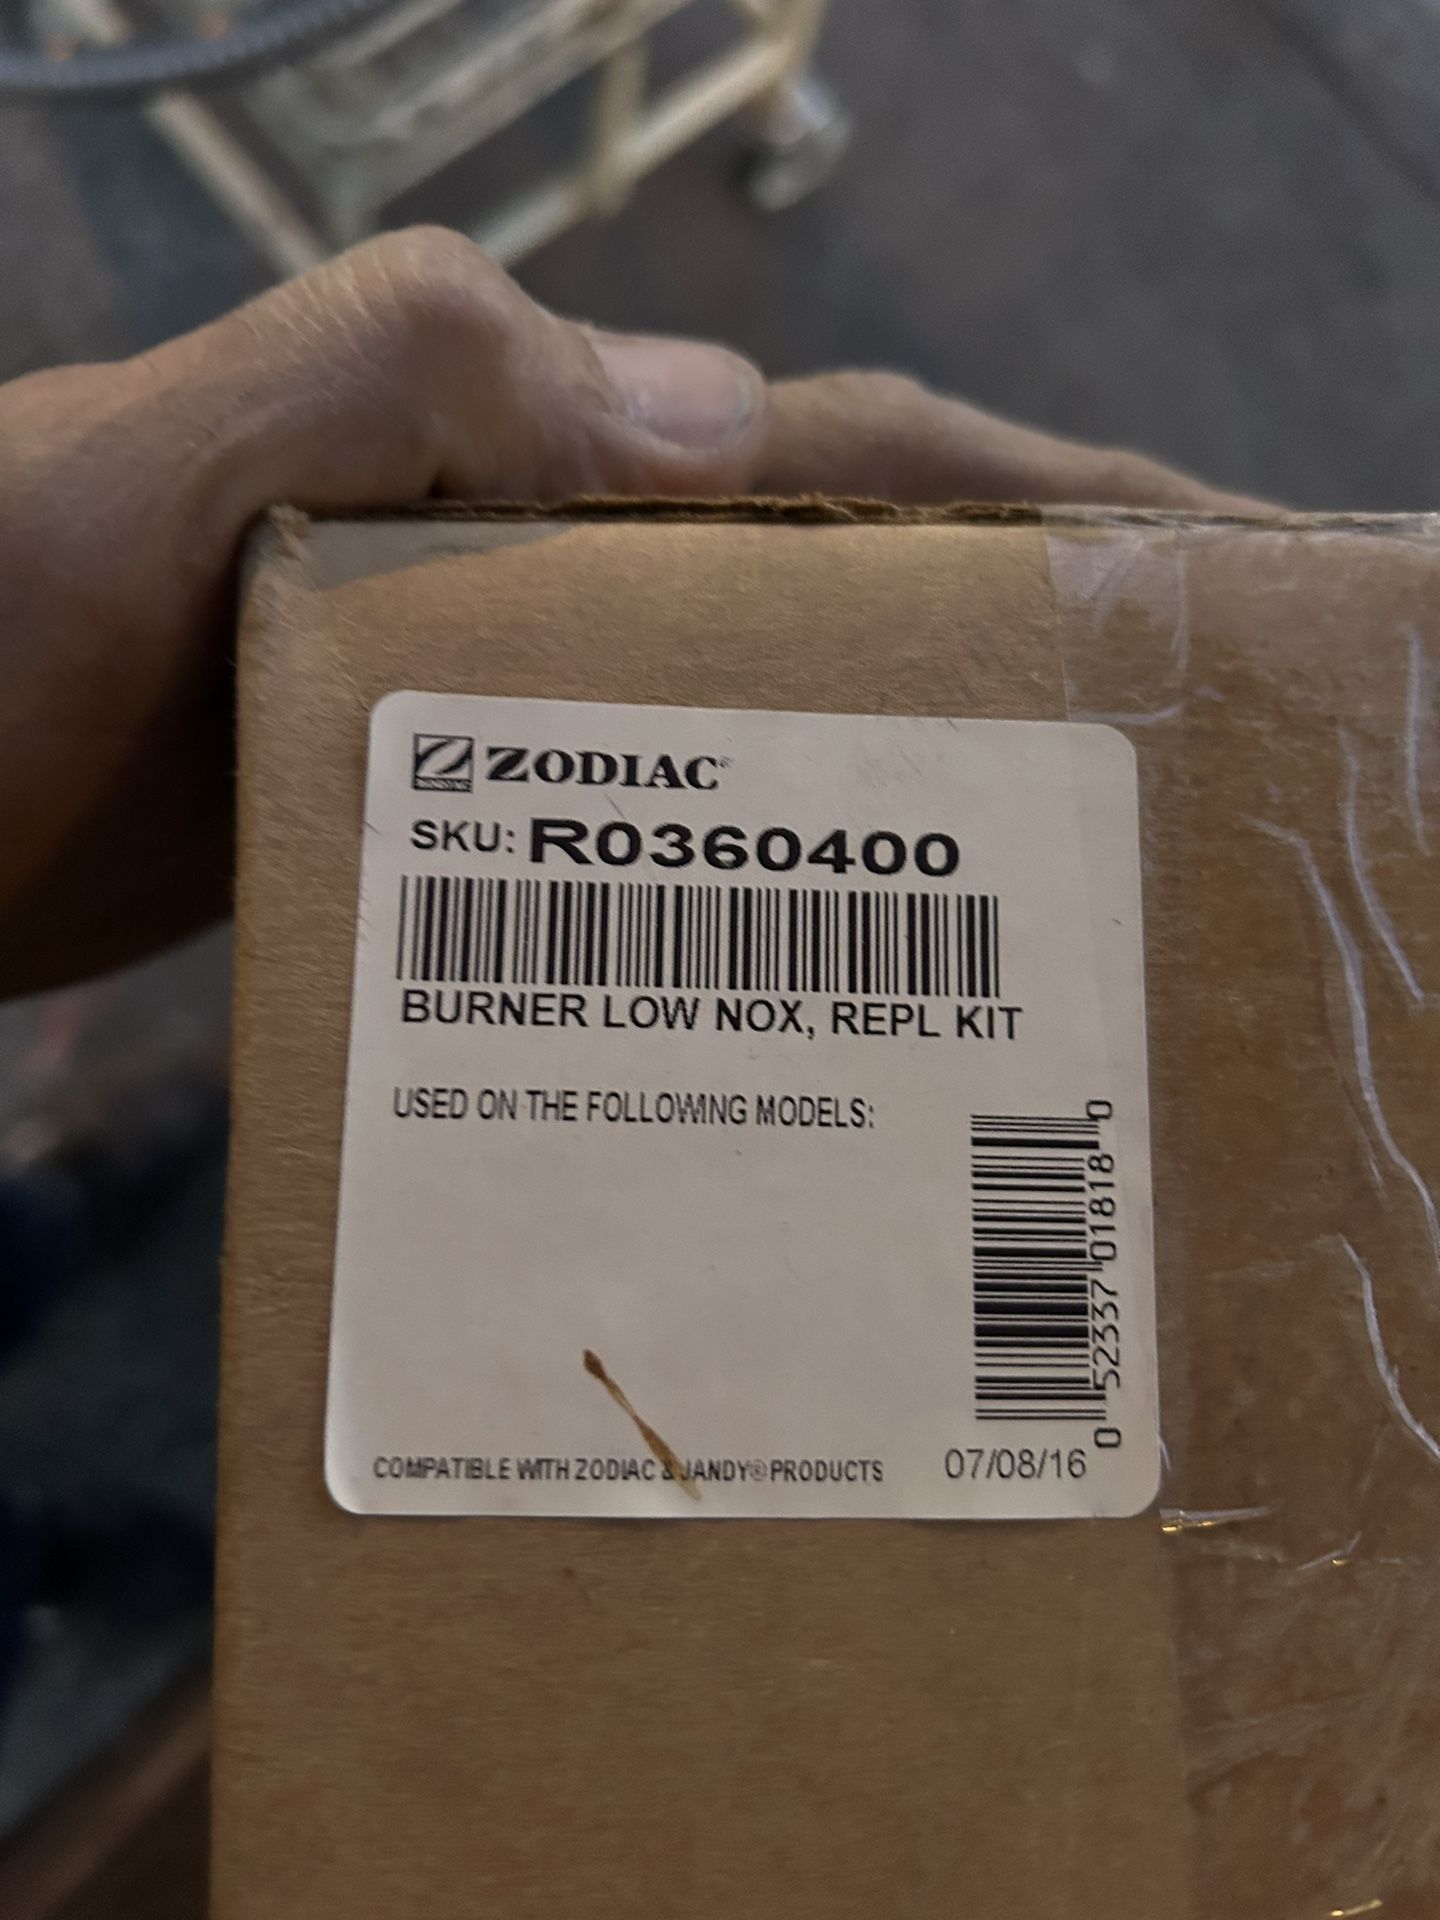 ZODIAC®
SKU: R0360400
BURNER LOW NOX, REPL KIT
USED ON THE FOLLOWING MODELS:
0 52337 01818 0
COMPATIBLE WITH ZODIAC & JANDY® PRODUCTS
07/08/16